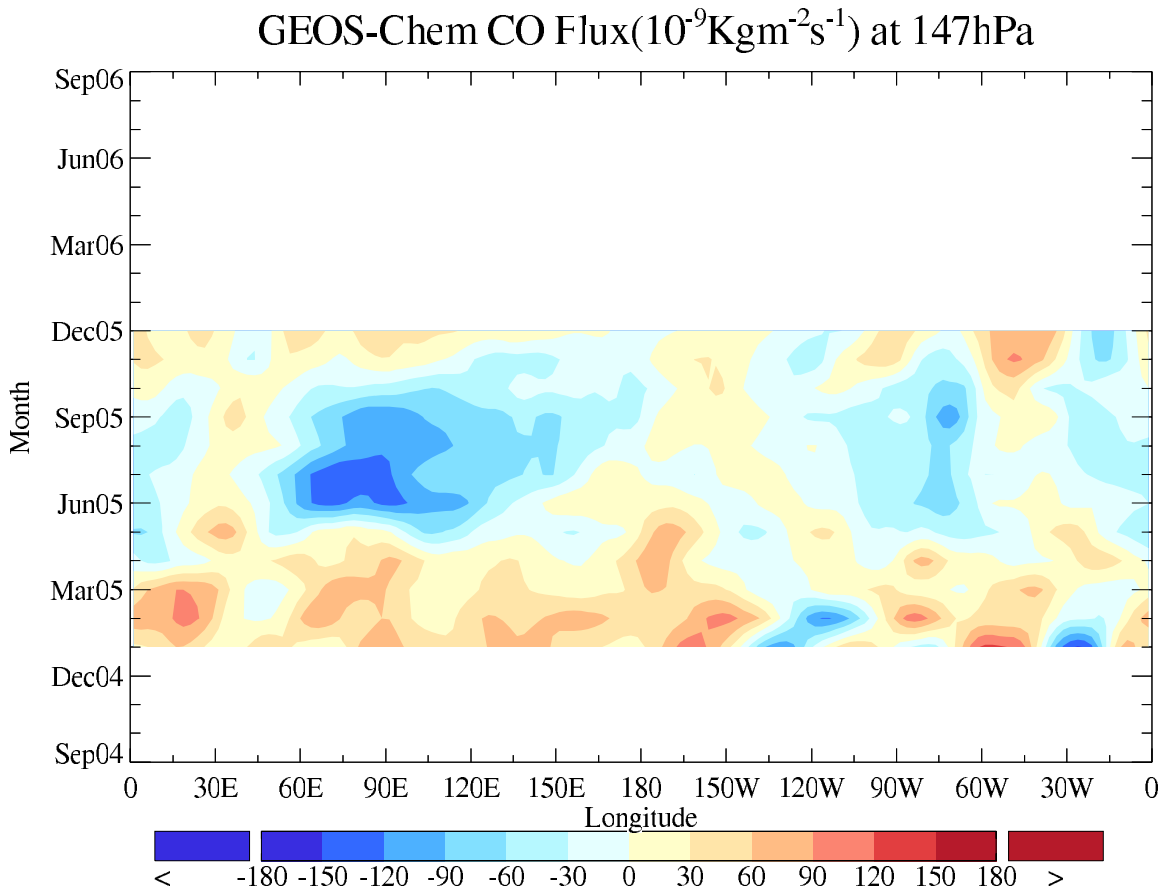 GEOS-Chem CO Flux(10⁻⁹Kgm⁻²s⁻¹) at 147hPa
Sep06
Jun06
Mar06
Dec05
Sep05
Jun05
Mar05
Dec04
Sep04
Month
0 30E 60E 90E 120E 150E 180 150W 120W 90W 60W 30W 0
Longitude
< -180 -150 -120 -90 -60 -30 0 30 60 90 120 150 180 >